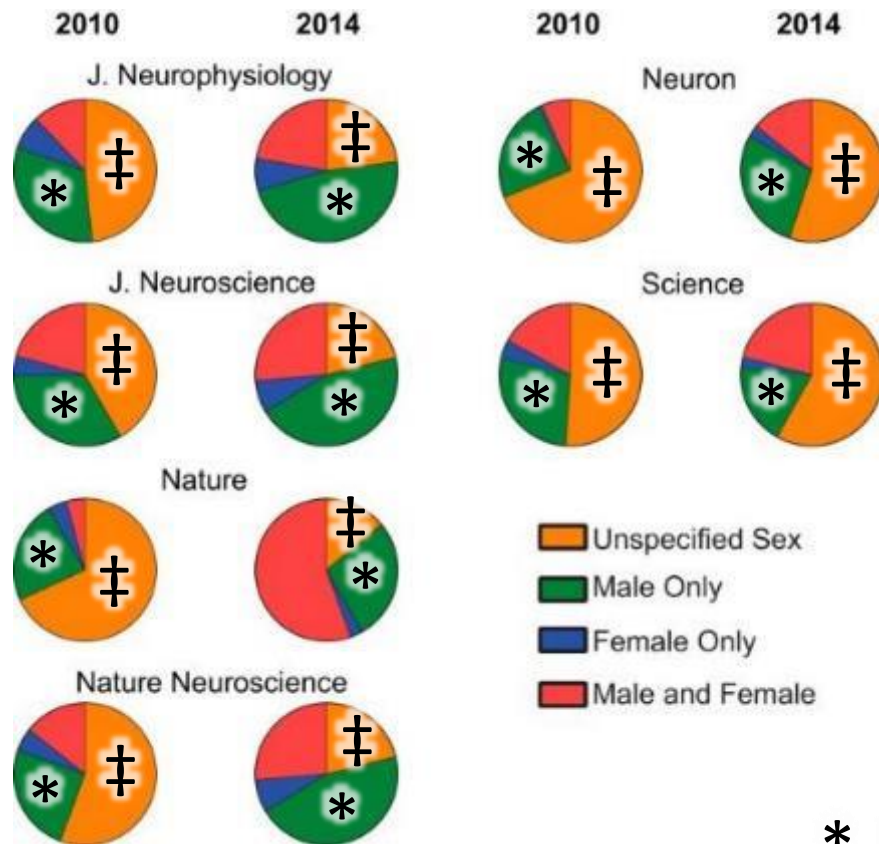 2010 2014 2010 2014
J. Neurophysiology Neuron
‡ ‡ * ‡ ‡
* * *
J. Neuroscience Science
‡ ‡ ‡ ‡
* * * *
Nature
* ‡ ‡ *
Unspecified Sex
Male Only
Female Only
Nature Neuroscience Male and Female
‡ ‡
* *
*